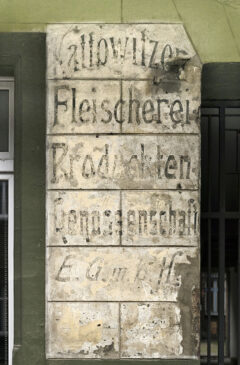 Kattowitzer
Fleischerei
Produkten
Genossenschaft
E.G.m.b.H.